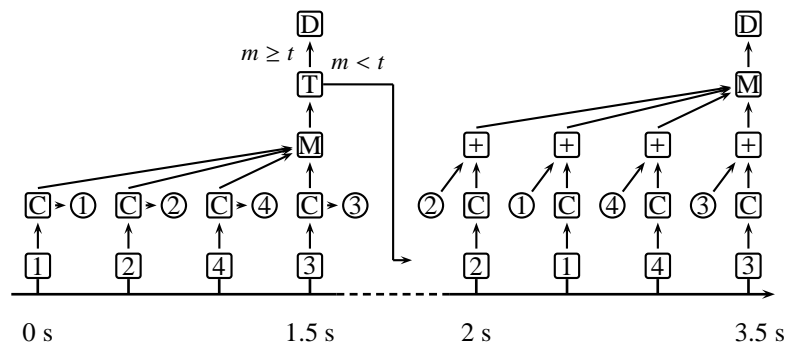 D D
m ≥ t m < t
T M
M + + + +
C 1 C 2 C 4 C 3 2 C 1 C 4 C 3 C
1 2 4 3 2 1 4 3
0 s 1.5 s 2 s 3.5 s